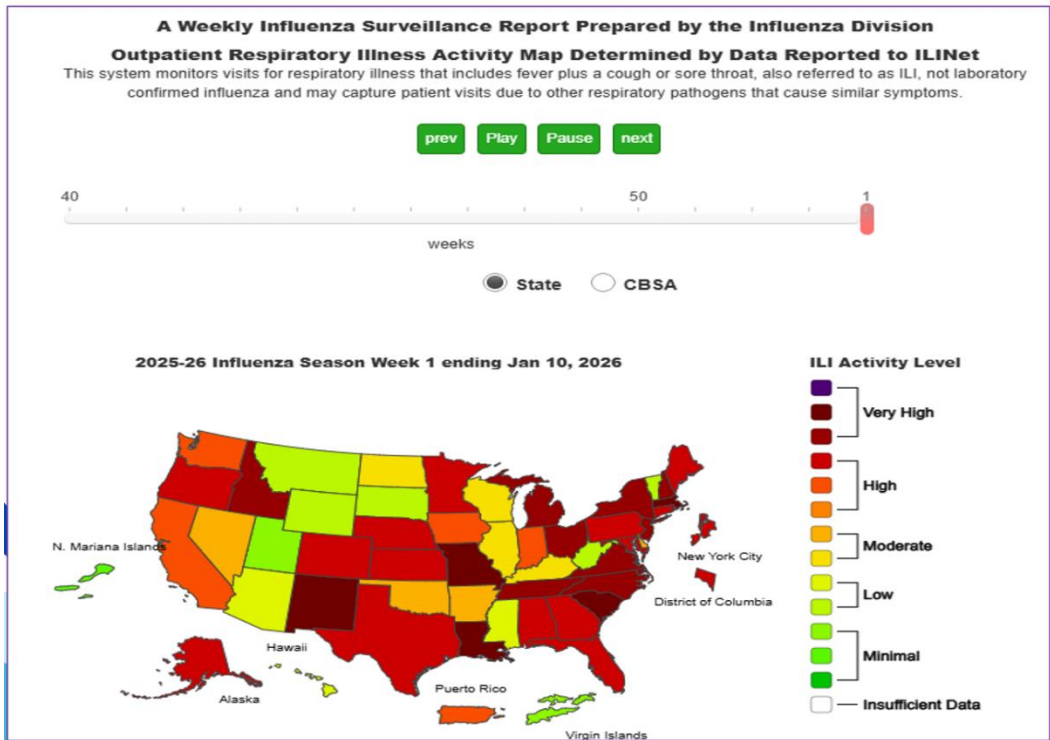 A Weekly Influenza Surveillance Report Prepared by the Influenza Division
Outpatient Respiratory Illness Activity Map Determined by Data Reported to ILINet
This system monitors visits for respiratory illness that includes fever plus a cough or sore throat, also referred to as ILI, not laboratory
confirmed influenza and may capture patient visits due to other respiratory pathogens that cause similar symptoms.
prev Play Pause next
40 50 1
weeks
State CBSA
2025-26 Influenza Season Week 1 ending Jan 10, 2026
ILI Activity Level
Very High
High
Moderate
Low
Minimal
Insufficient Data
N. Mariana Islands
New York City
District of Columbia
Hawaii
Alaska
Puerto Rico
Virgin Islands